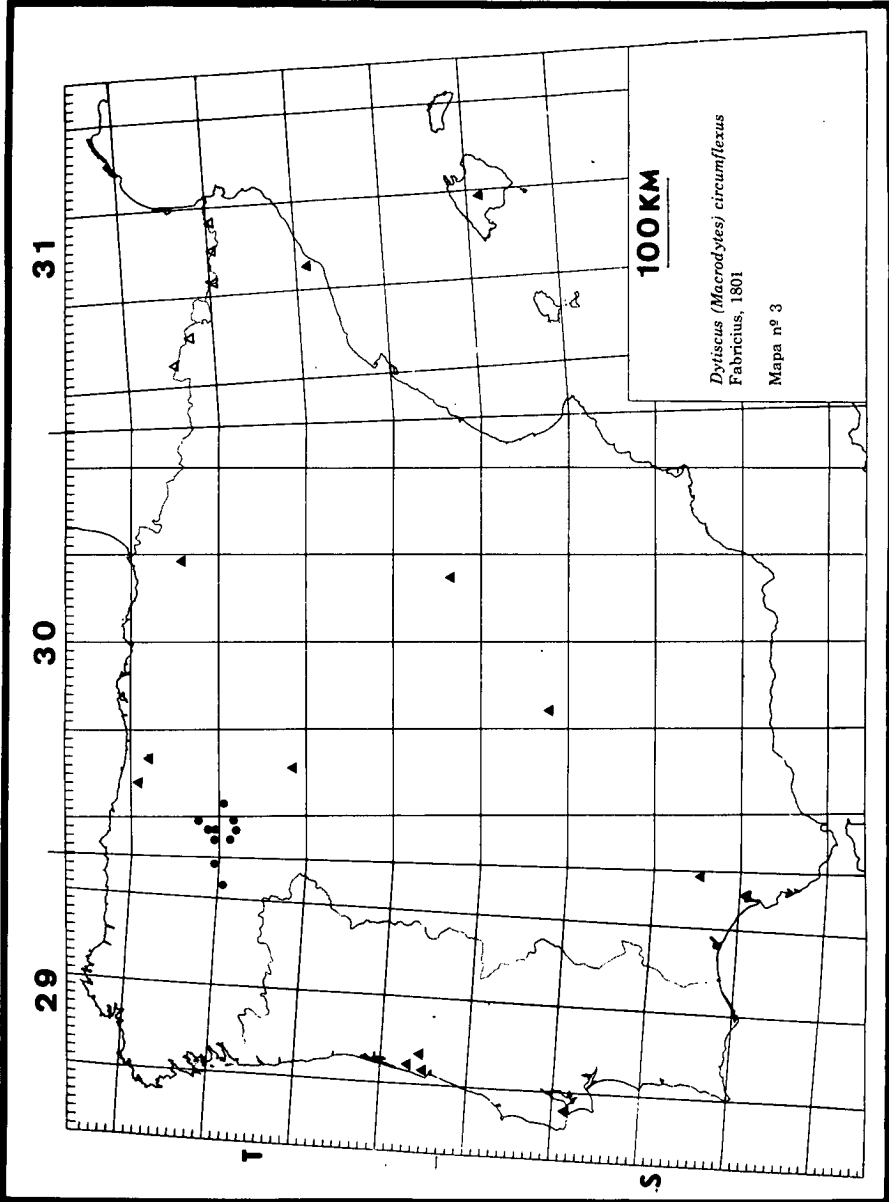 29
30
31
T
S
100KM
Dytiscus (Macrodytes) circumflexus
Fabricius, 1801
Mapa nº 3